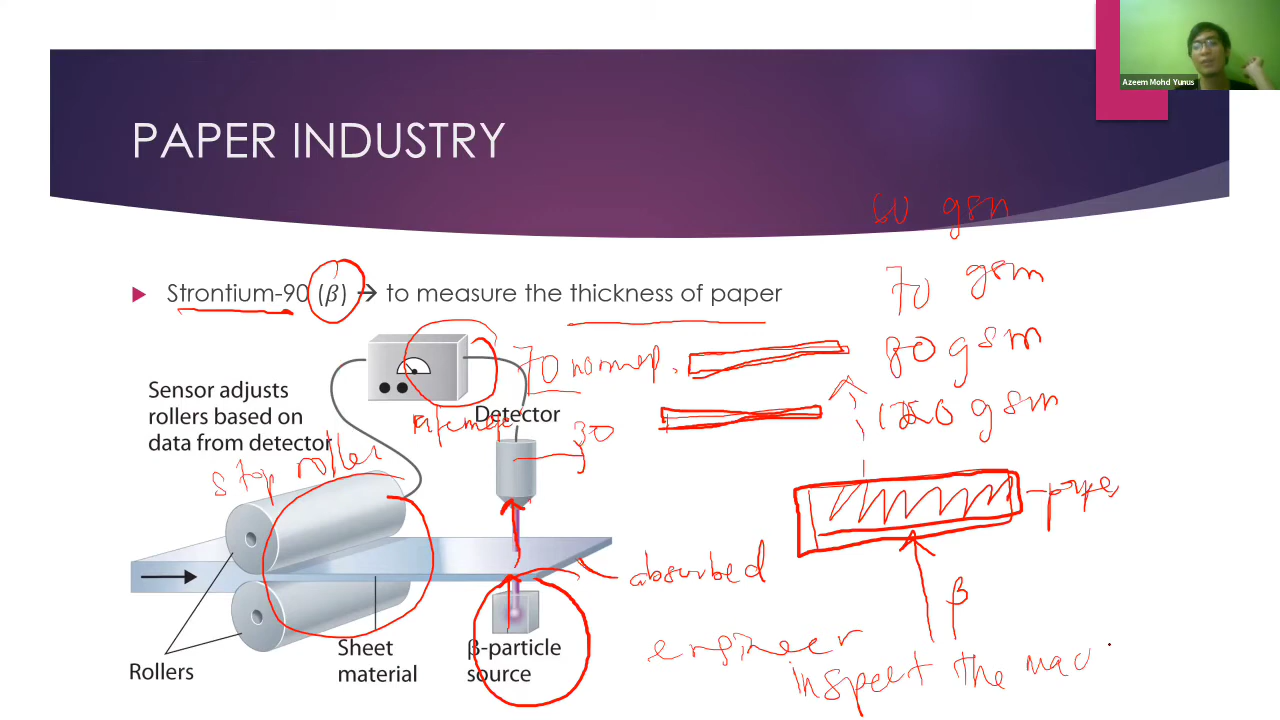 Azeem Mohd Yunus
PAPER INDUSTRY
60 gsm
70 gsm
80 gsm
gsm
Strontium-90 (β) → to measure the thickness of paper
70 normal.
Sensor adjusts
rollers based on
data from detector
Detector
30
stop roller
absorbed
β
engineer
inspect the mac
Rollers
Sheet
material
β-particle
source